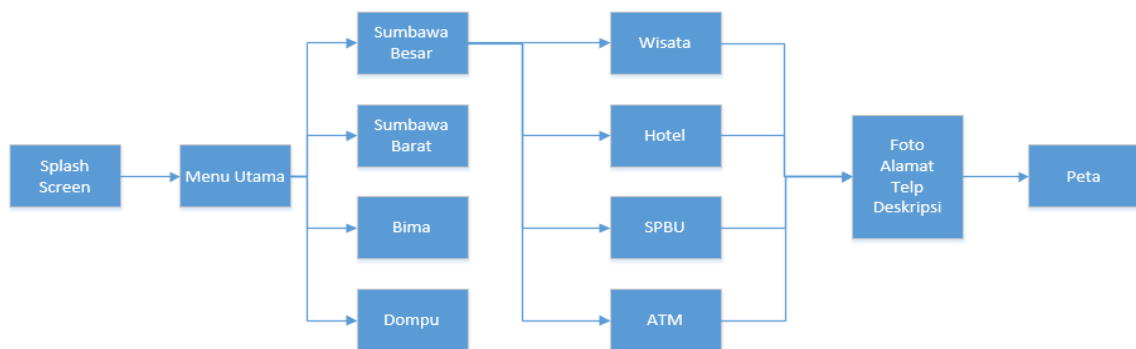 Splash
Screen
Menu Utama
Sumbawa
Besar
Sumbawa
Barat
Bima
Dompu
Wisata
Hotel
SPBU
ATM
Foto
Alamat
Telp
Deskripsi
Peta